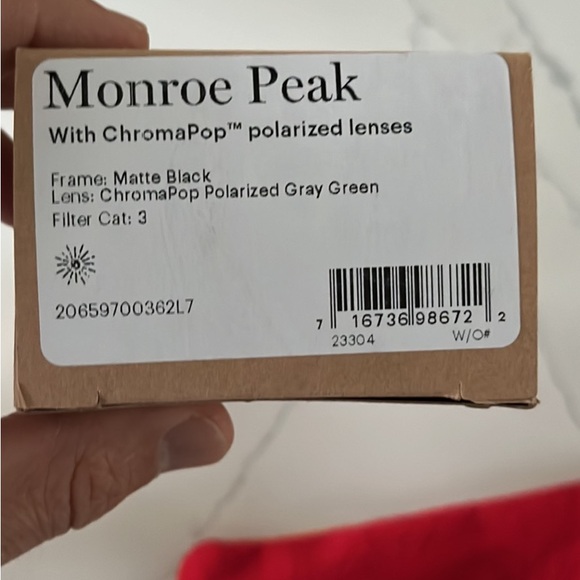 Monroe Peak
With ChromaPop™ polarized lenses
Frame: Matte Black
Lens: ChromaPop Polarized Gray Green
Filter Cat: 3
20659700362L7
7 16736 98672 2
23304 W/O#